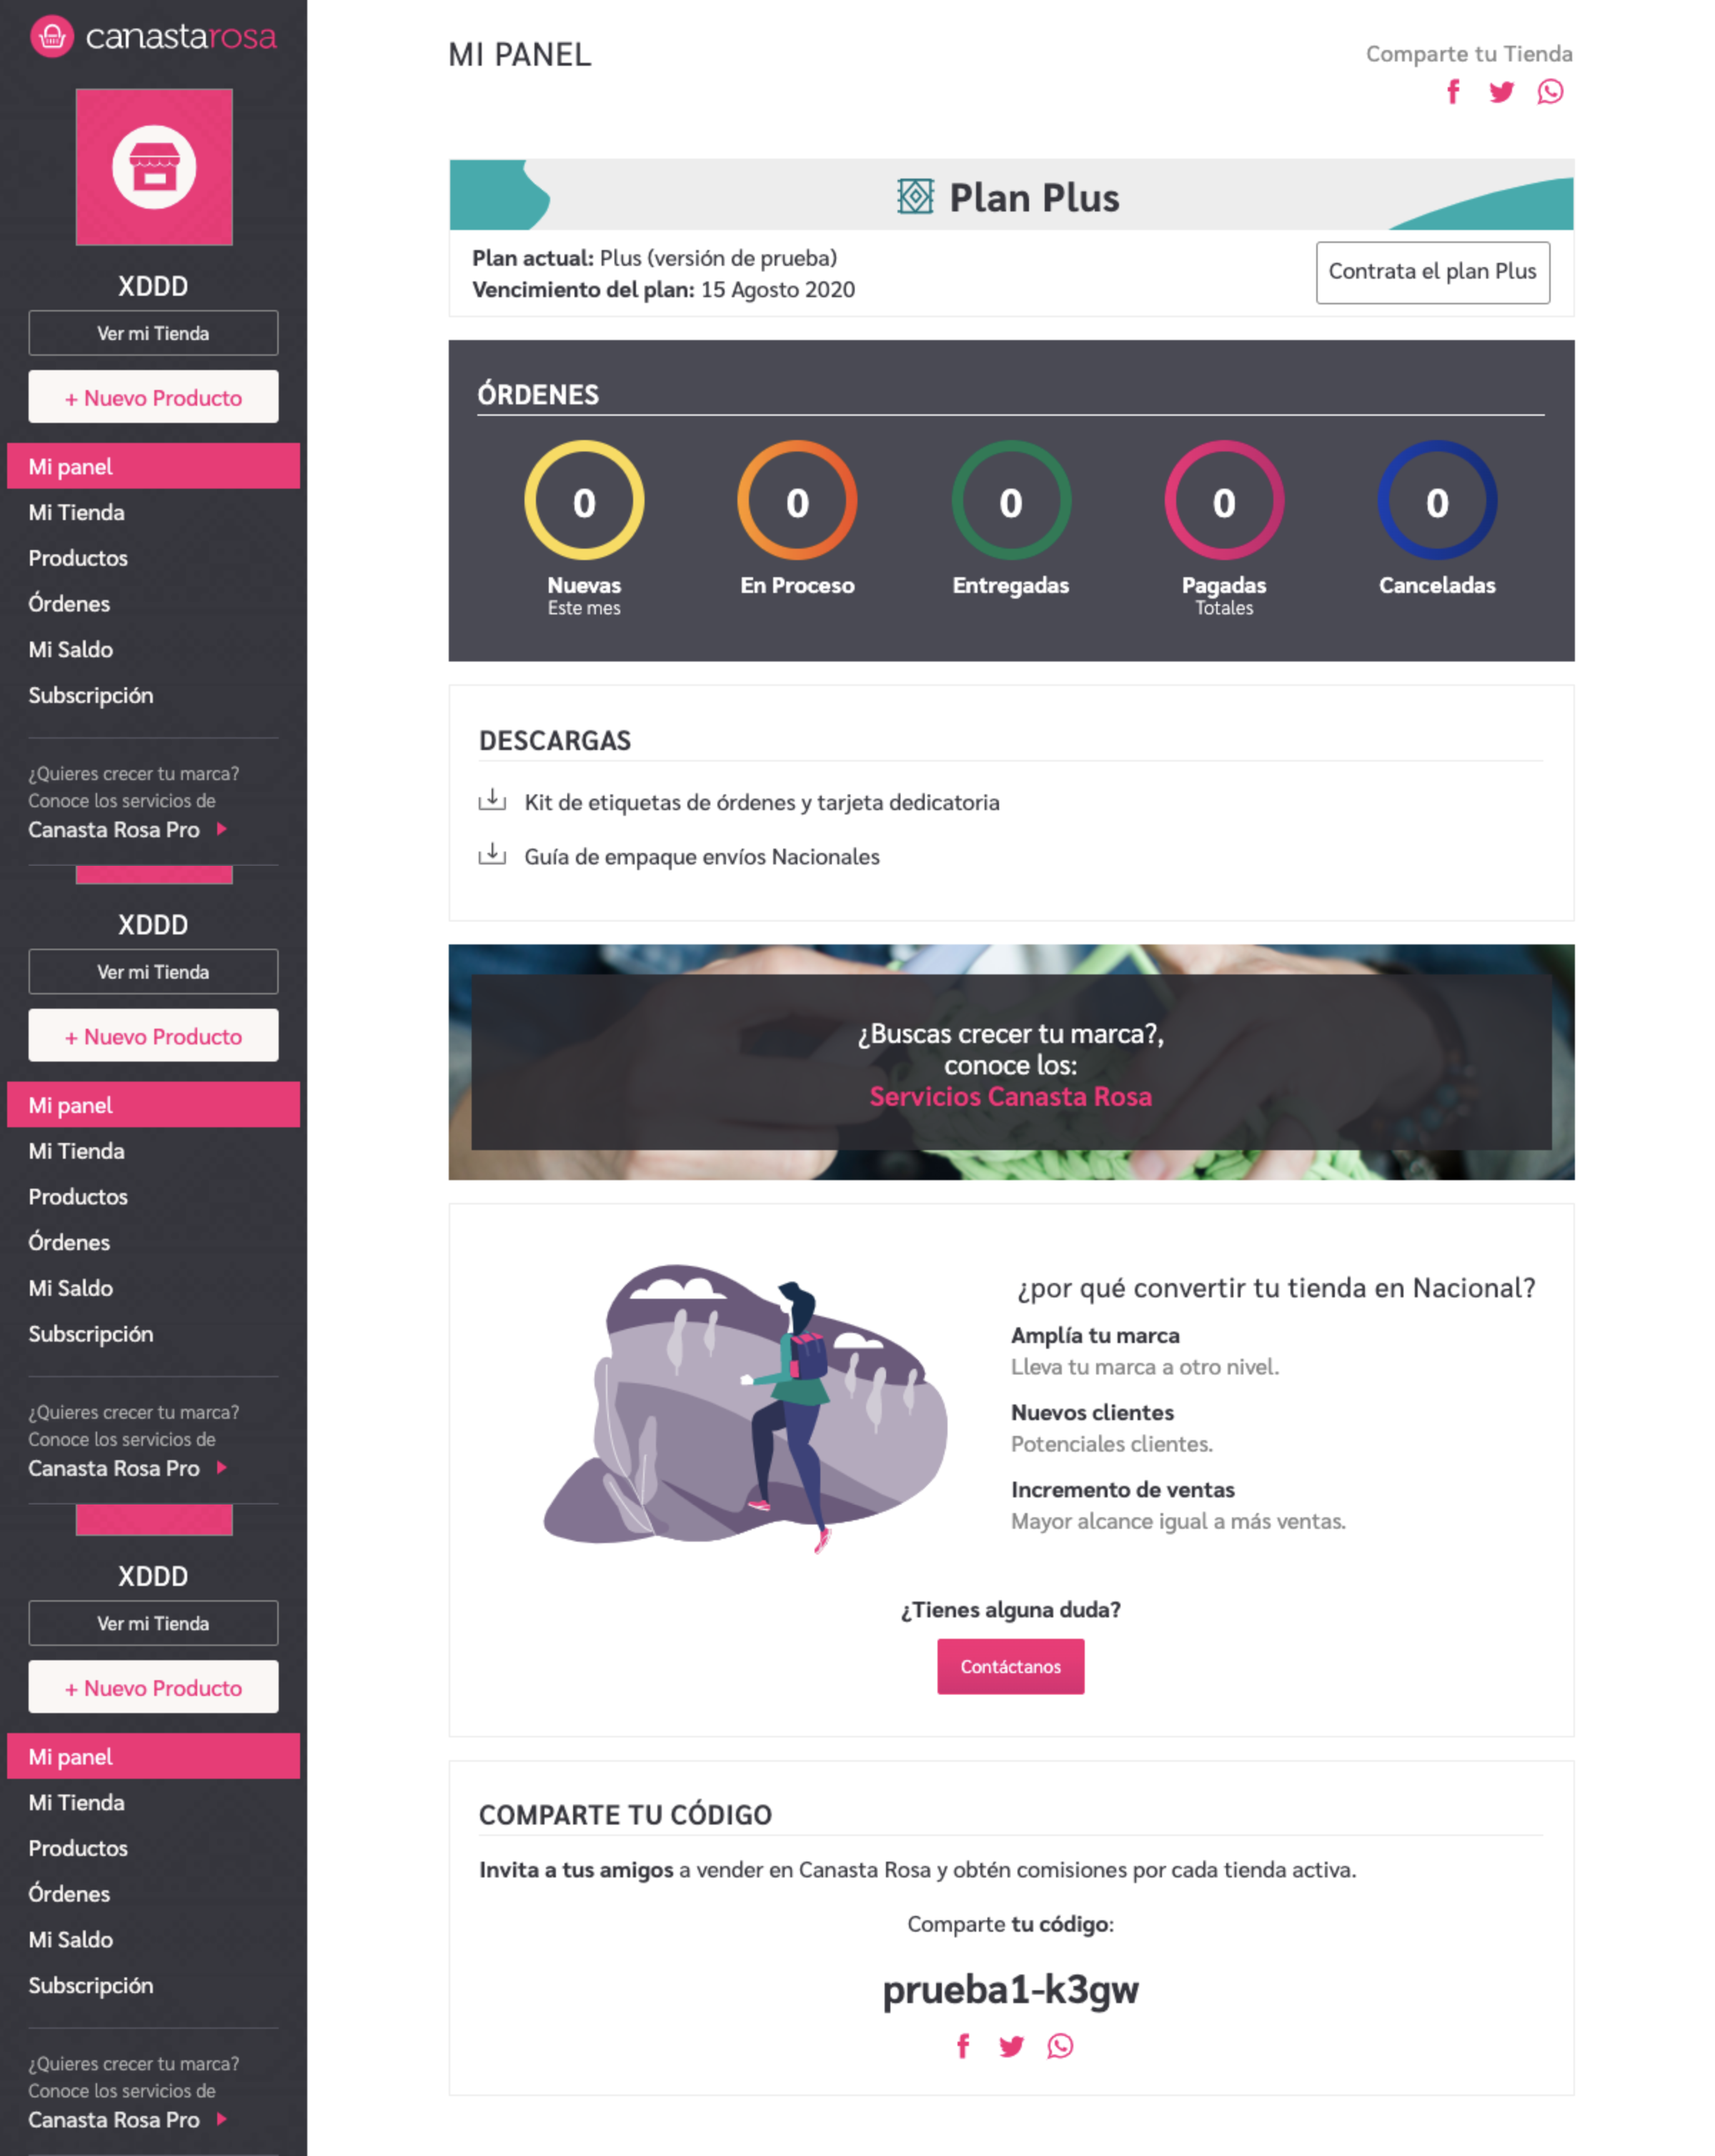 canastarosa
XDDD
Ver mi Tienda
+ Nuevo Producto
Mi panel
Mi Tienda
Productos
Órdenes
Mi Saldo
Subscripción
¿Quieres crecer tu marca?
Conoce los servicios de
Canasta Rosa Pro
XDDD
Ver mi Tienda
+ Nuevo Producto
Mi panel
Mi Tienda
Productos
Órdenes
Mi Saldo
Subscripción
¿Quieres crecer tu marca?
Conoce los servicios de
Canasta Rosa Pro
XDDD
Ver mi Tienda
+ Nuevo Producto
Mi panel
Mi Tienda
Productos
Órdenes
Mi Saldo
Subscripción
¿Quieres crecer tu marca?
Conoce los servicios de
Canasta Rosa Pro
MI PANEL
Comparte tu Tienda
Plan Plus
Plan actual: Plus (versión de prueba)
Vencimiento del plan: 15 Agosto 2020
Contrata el plan Plus
ÓRDENES
0 0 0 0 0
Nuevas En Proceso Entregadas Pagadas Canceladas
Este mes Totales
DESCARGAS
Kit de etiquetas de órdenes y tarjeta dedicatoria
Guía de empaque envíos Nacionales
¿Buscas crecer tu marca?,
conoce los:
Servicios Canasta Rosa
¿por qué convertir tu tienda en Nacional?
Amplía tu marca
Lleva tu marca a otro nivel.
Nuevos clientes
Potenciales clientes.
Incremento de ventas
Mayor alcance igual a más ventas.
¿Tienes alguna duda?
Contáctanos
COMPARTE TU CÓDIGO
Invita a tus amigos a vender en Canasta Rosa y obtén comisiones por cada tienda activa.
Comparte tu código:
prueba1-k3gw